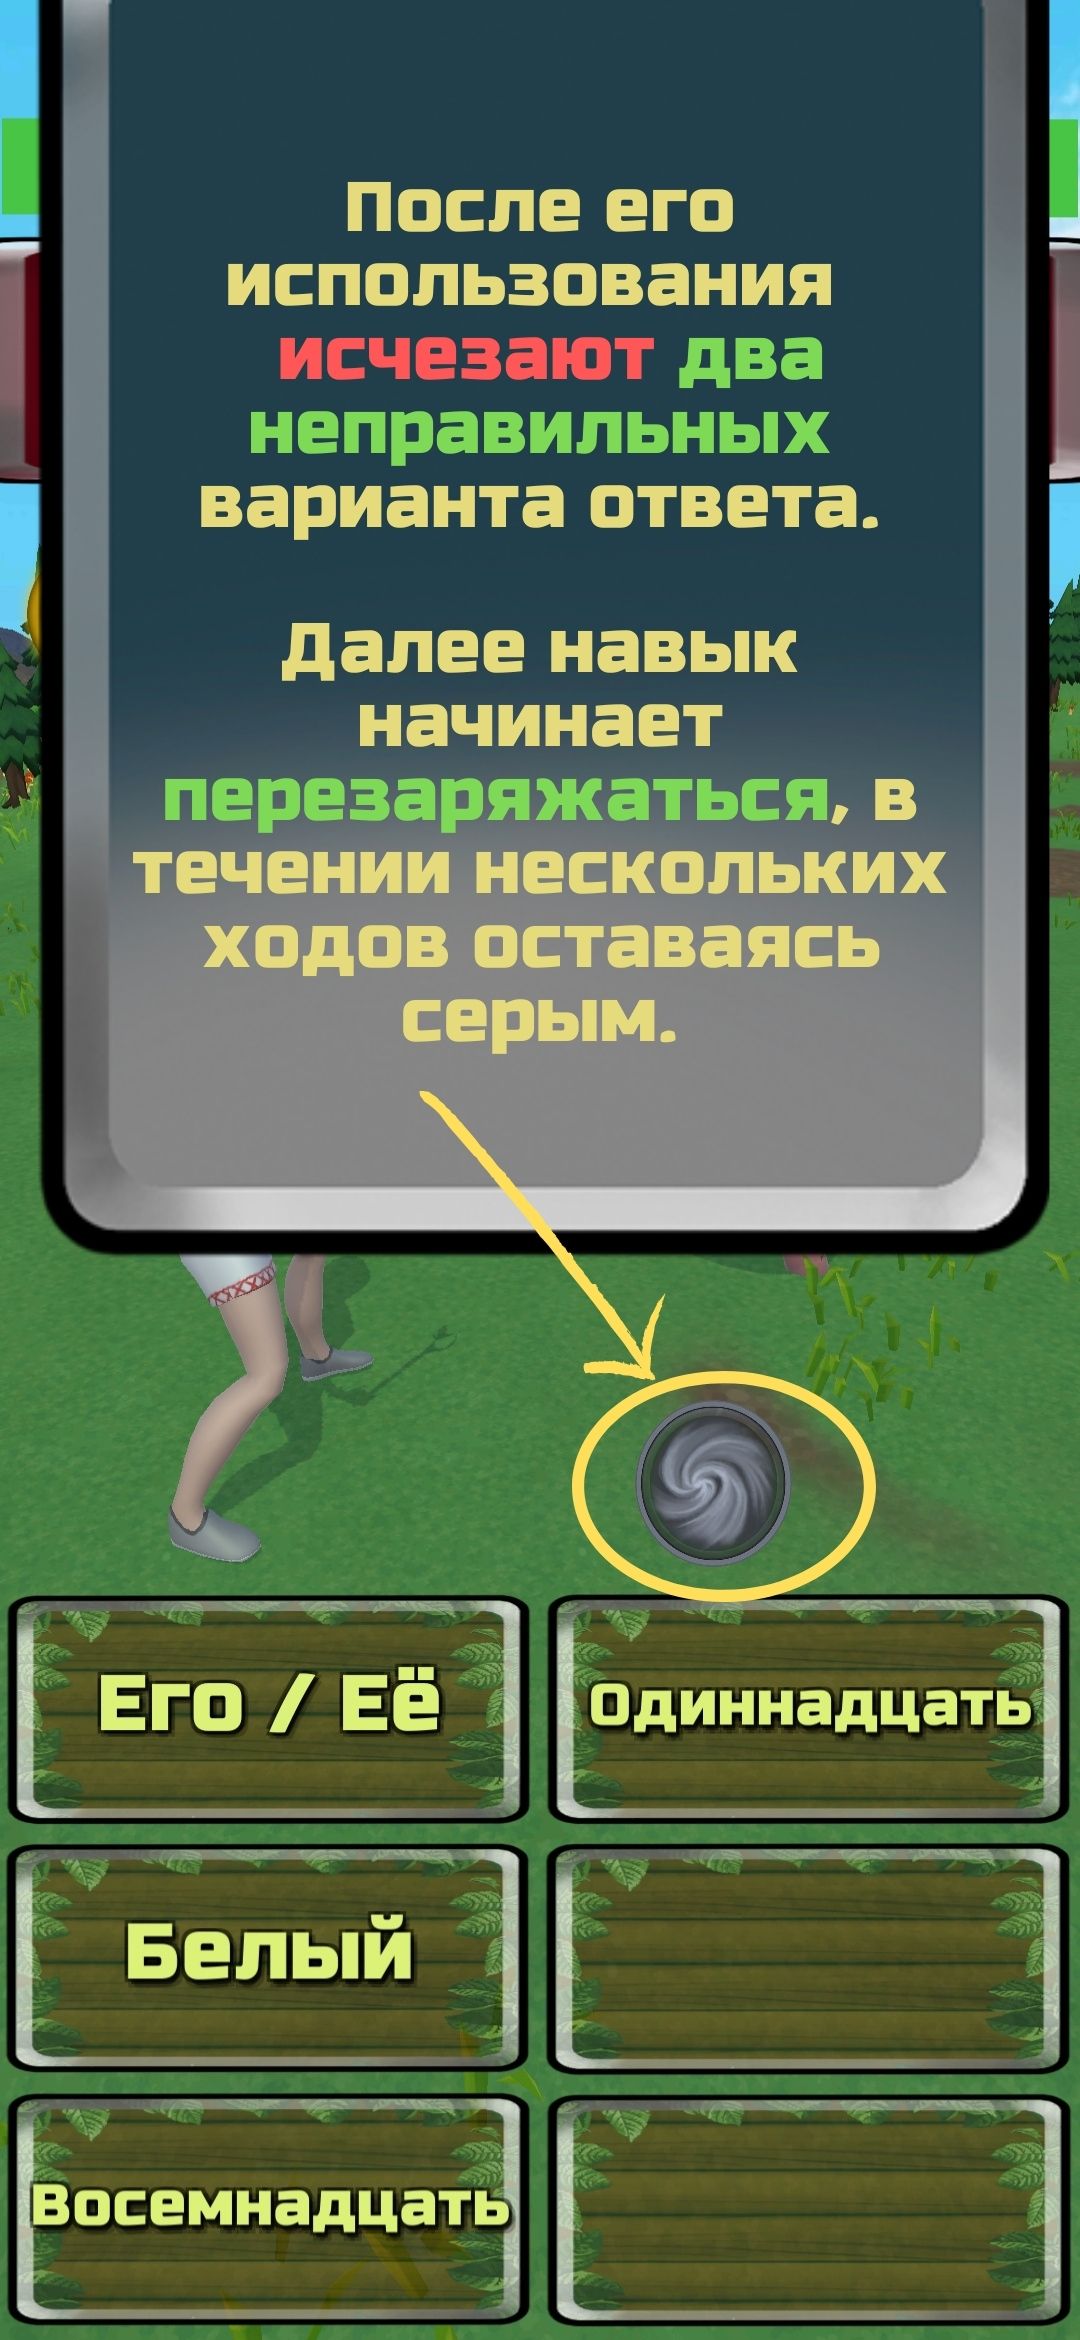 После его
использования
исчезают два
неправильных
варианта ответа.
Далее навык
начинает
перезаряжаться, в
течении нескольких
ходов оставаясь
серым.
Его / Её
Одиннадцать
Белый
Восемнадцать